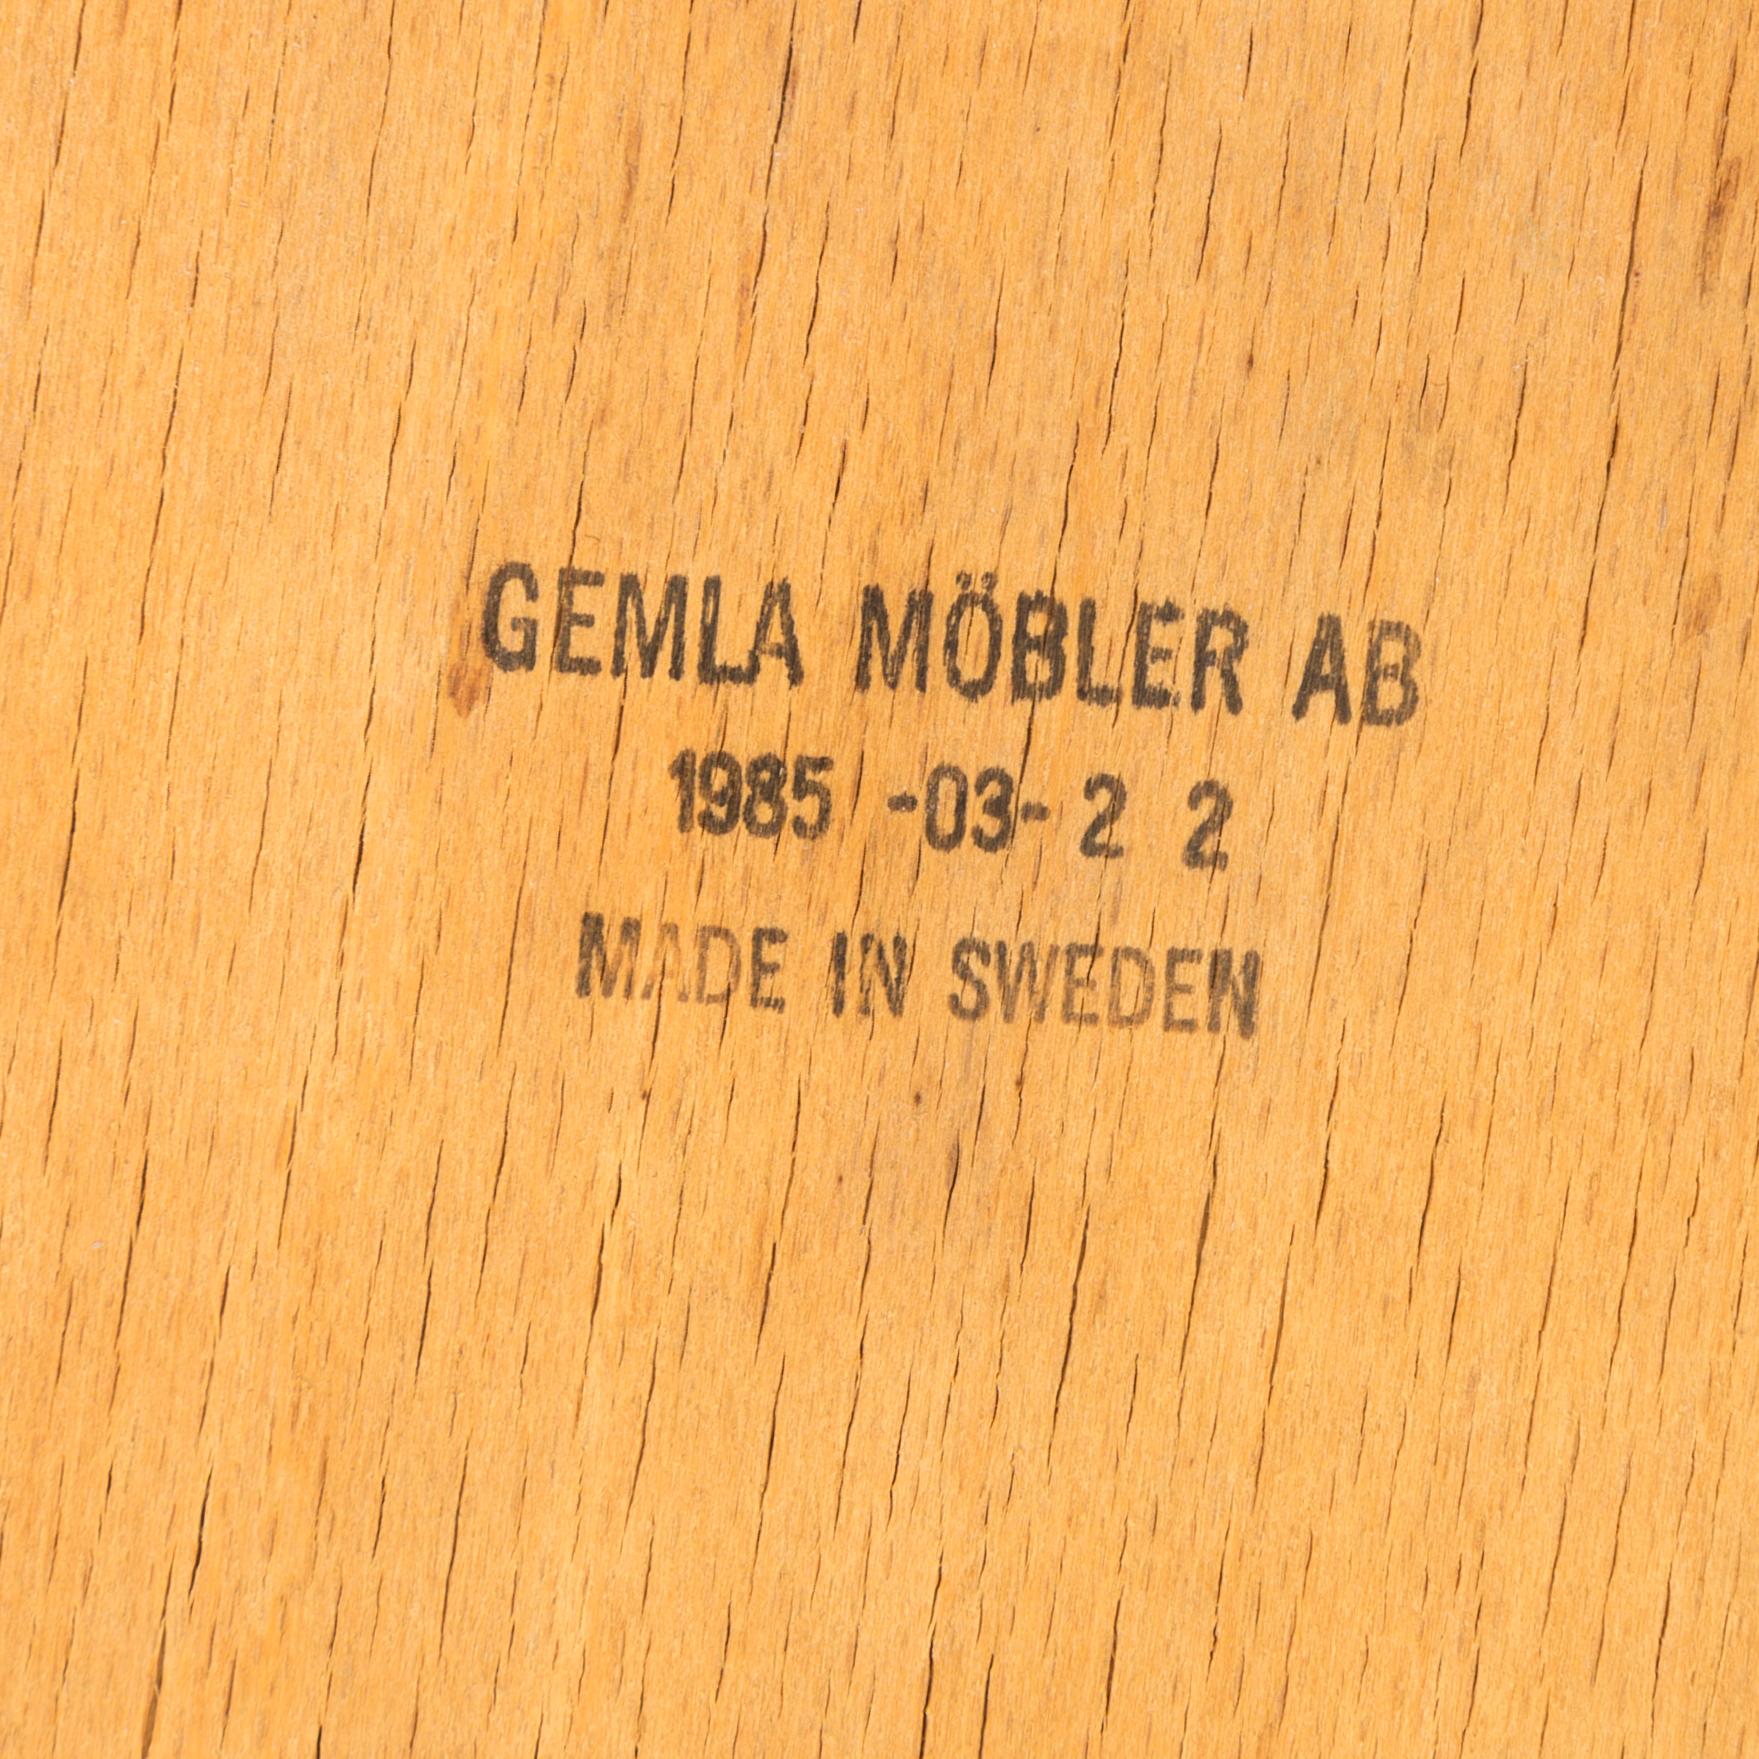 GEMLA MÖBLER AB
1985 -03- 2 2
MADE IN SWEDEN